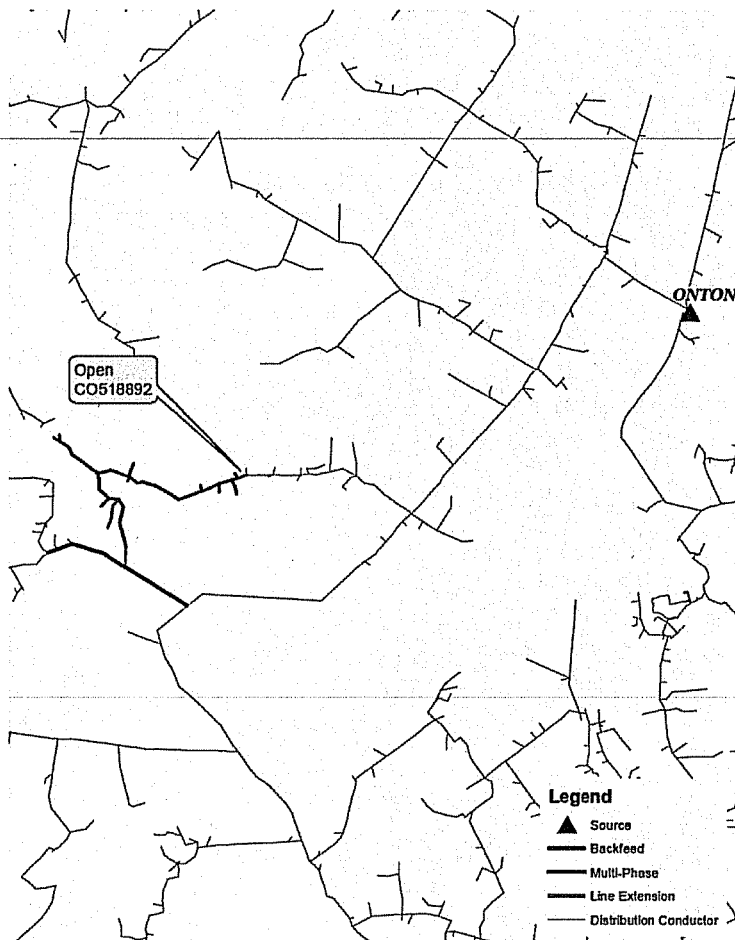 ONTON
Open
CO518892
Legend
Source
Backfeed
Multi-Phase
Line Extension
Distribution Conductor